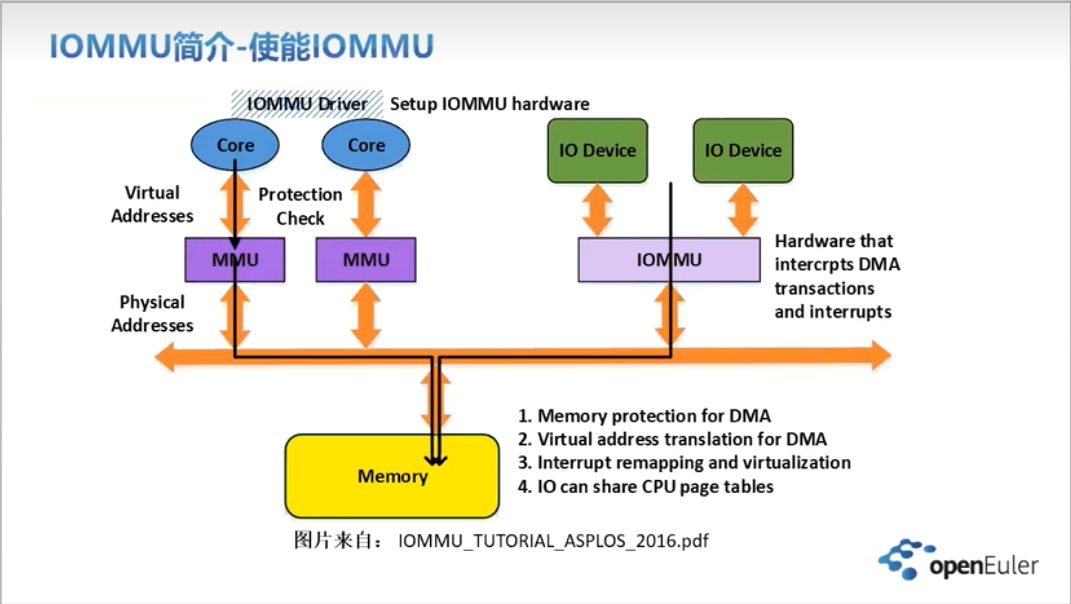 IOMMU简介-使能IOMMU
IOMMU Driver
Setup IOMMU hardware
Core
Core
IO Device
IO Device
Virtual
Addresses
Protection
Check
MMU
MMU
IOMMU
Hardware that
intercrpts DMA
transactions
and interrupts
Physical
Addresses
1. Memory protection for DMA
2. Virtual address translation for DMA
3. Interrupt remapping and virtualization
4. IO can share CPU page tables
Memory
图片来自： IOMMU_TUTORIAL_ASPLOS_2016.pdf
openEuler